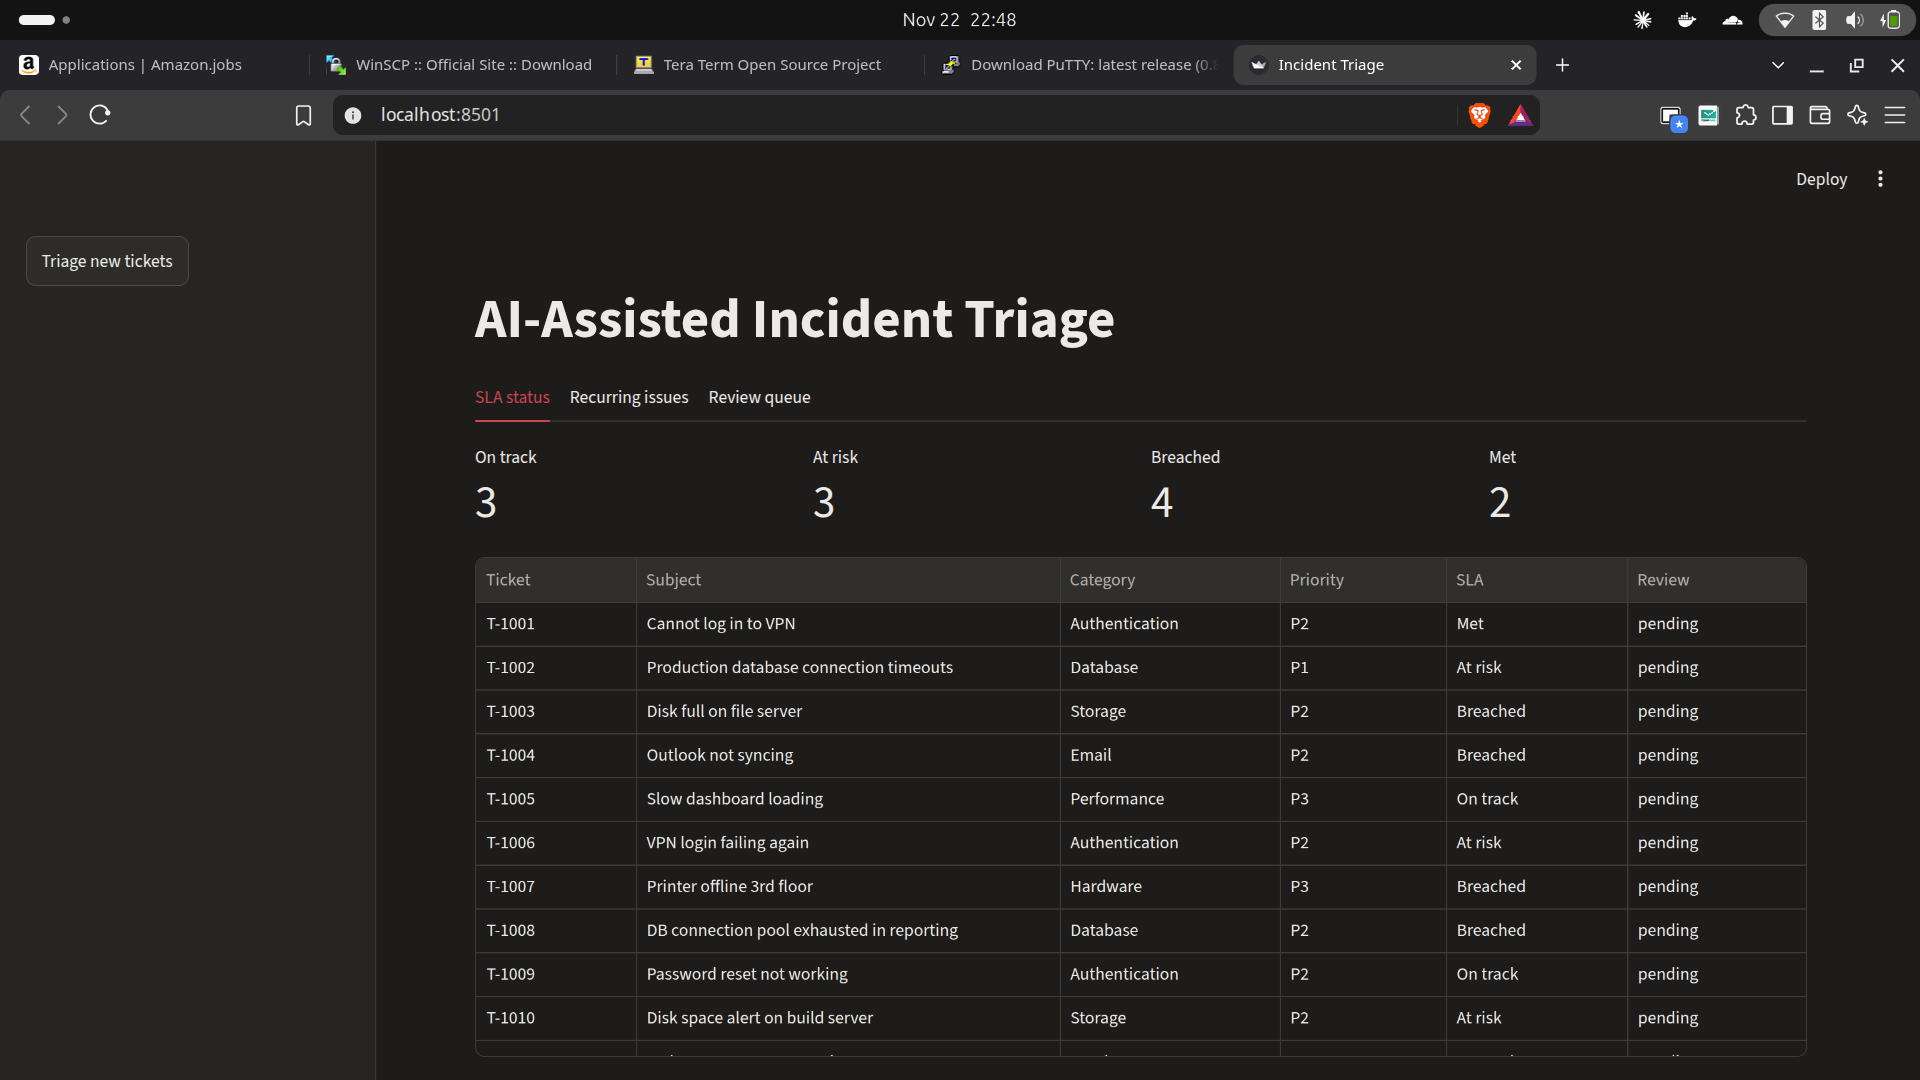 Nov 22 22:48
Applications | Amazon.jobs
WinSCP :: Official Site :: Download
Tera Term Open Source Project
Download PuTTY: latest release (0.
Incident Triage
localhost:8501
Deploy
Triage new tickets
AI-Assisted Incident Triage
SLA status Recurring issues Review queue
On track At risk Breached Met
3 3 4 2
Ticket Subject Category Priority SLA Review
T-1001 Cannot log in to VPN Authentication P2 Met pending
T-1002 Production database connection timeouts Database P1 At risk pending
T-1003 Disk full on file server Storage P2 Breached pending
T-1004 Outlook not syncing Email P2 Breached pending
T-1005 Slow dashboard loading Performance P3 On track pending
T-1006 VPN login failing again Authentication P2 At risk pending
T-1007 Printer offline 3rd floor Hardware P3 Breached pending
T-1008 DB connection pool exhausted in reporting Database P2 Breached pending
T-1009 Password reset not working Authentication P2 On track pending
T-1010 Disk space alert on build server Storage P2 At risk pending